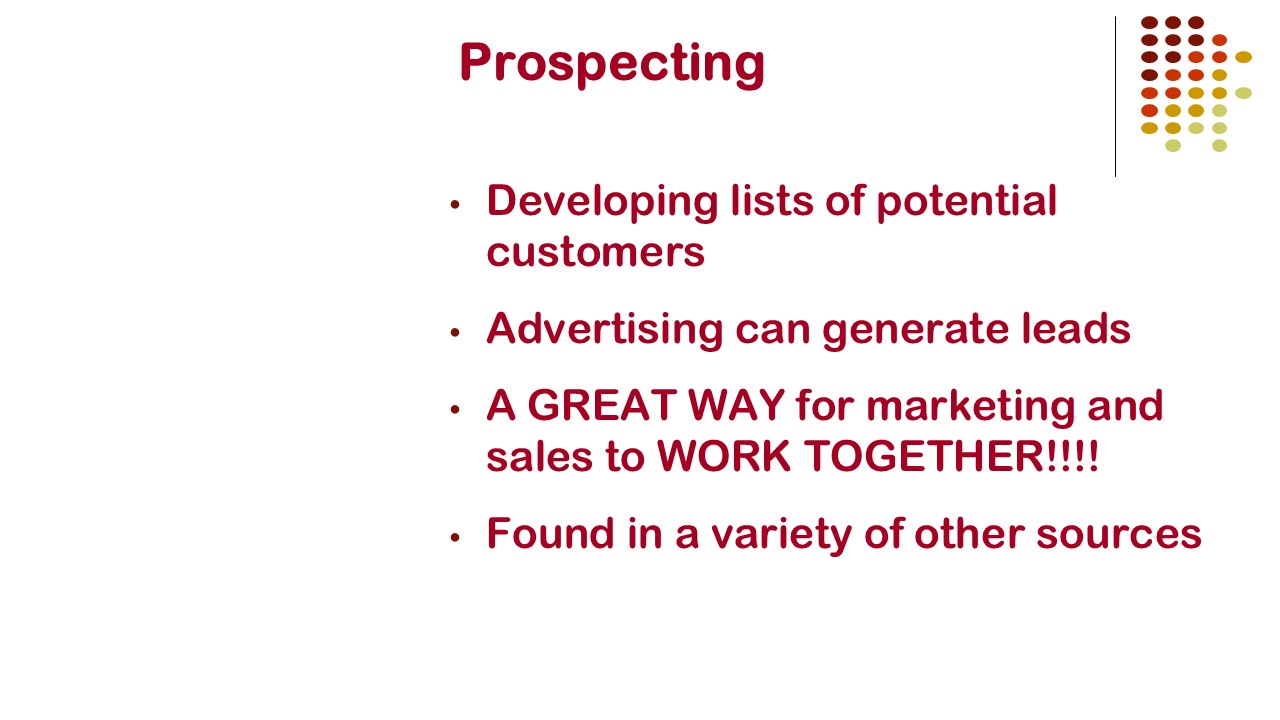 Prospecting
• Developing lists of potential
customers
• Advertising can generate leads
• A GREAT WAY for marketing and
sales to WORK TOGETHER!!!!
• Found in a variety of other sources